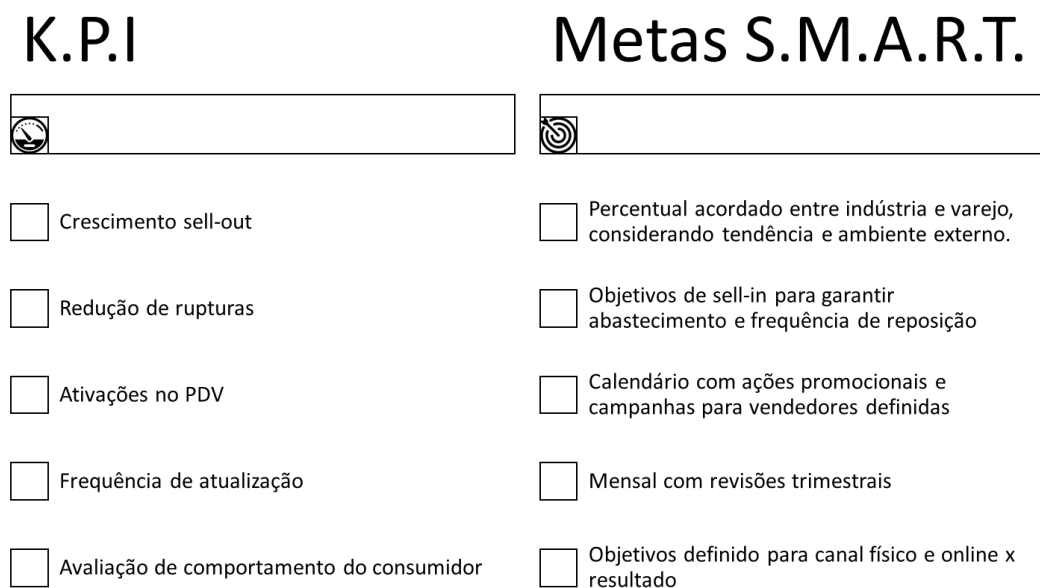 K.P.I
Metas S.M.A.R.T.
Crescimento sell-out
Percentual acordado entre indústria e varejo,
considerando tendência e ambiente externo.
Redução de rupturas
Objetivos de sell-in para garantir
abastecimento e frequência de reposição
Ativações no PDV
Calendário com ações promocionais e
campanhas para vendedores definidas
Frequência de atualização
Mensal com revisões trimestrais
Avaliação de comportamento do consumidor
Objetivos definido para canal físico e online x
resultado